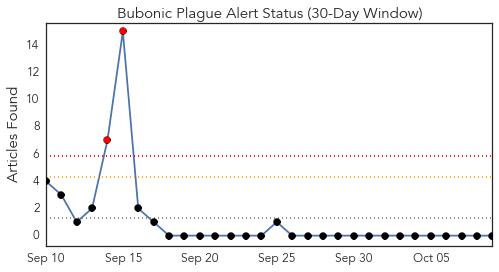 Bubonic Plague Alert Status (30-Day Window)
Articles Found
14
12
10
8
6
4
2
0
Sep 10 Sep 15 Sep 20 Sep 25 Sep 30 Oct 05